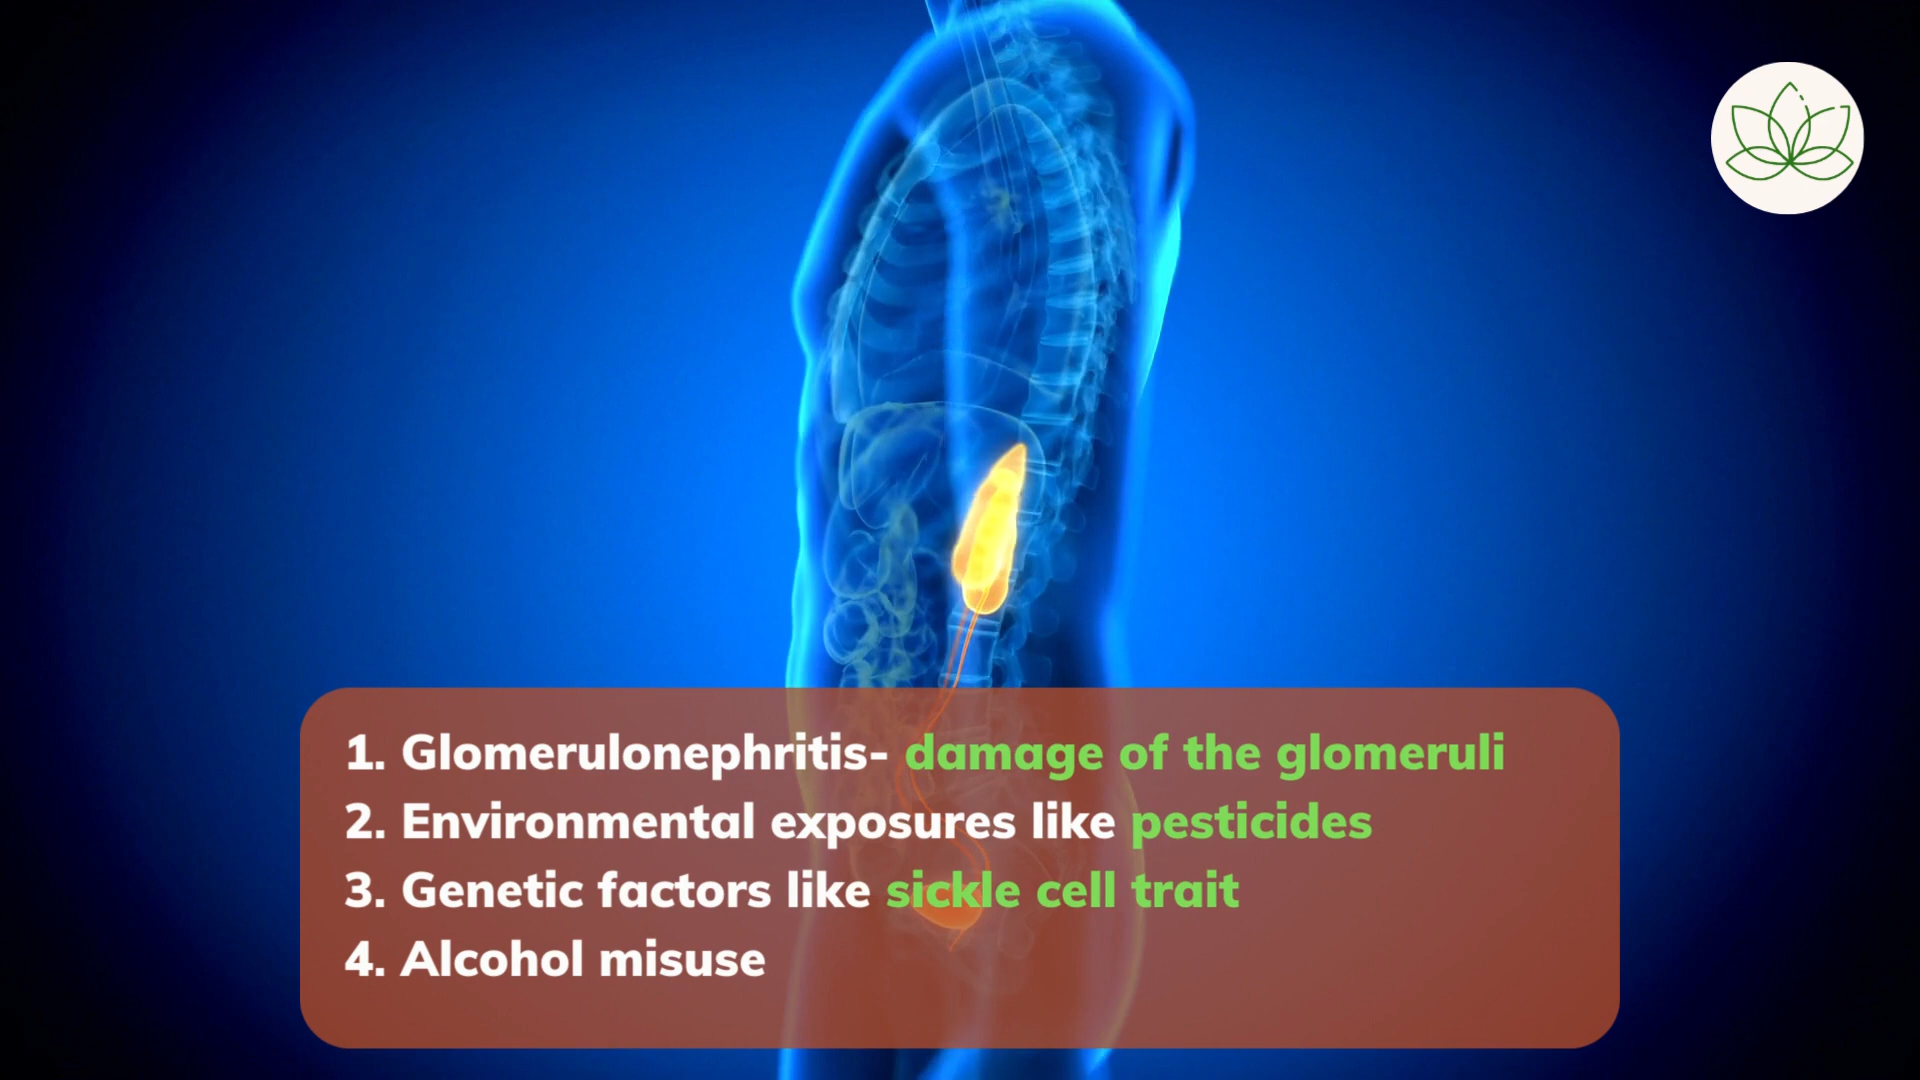 1. Glomerulonephritis- damage of the glomeruli
2. Environmental exposures like pesticides
3. Genetic factors like sickle cell trait
4. Alcohol misuse